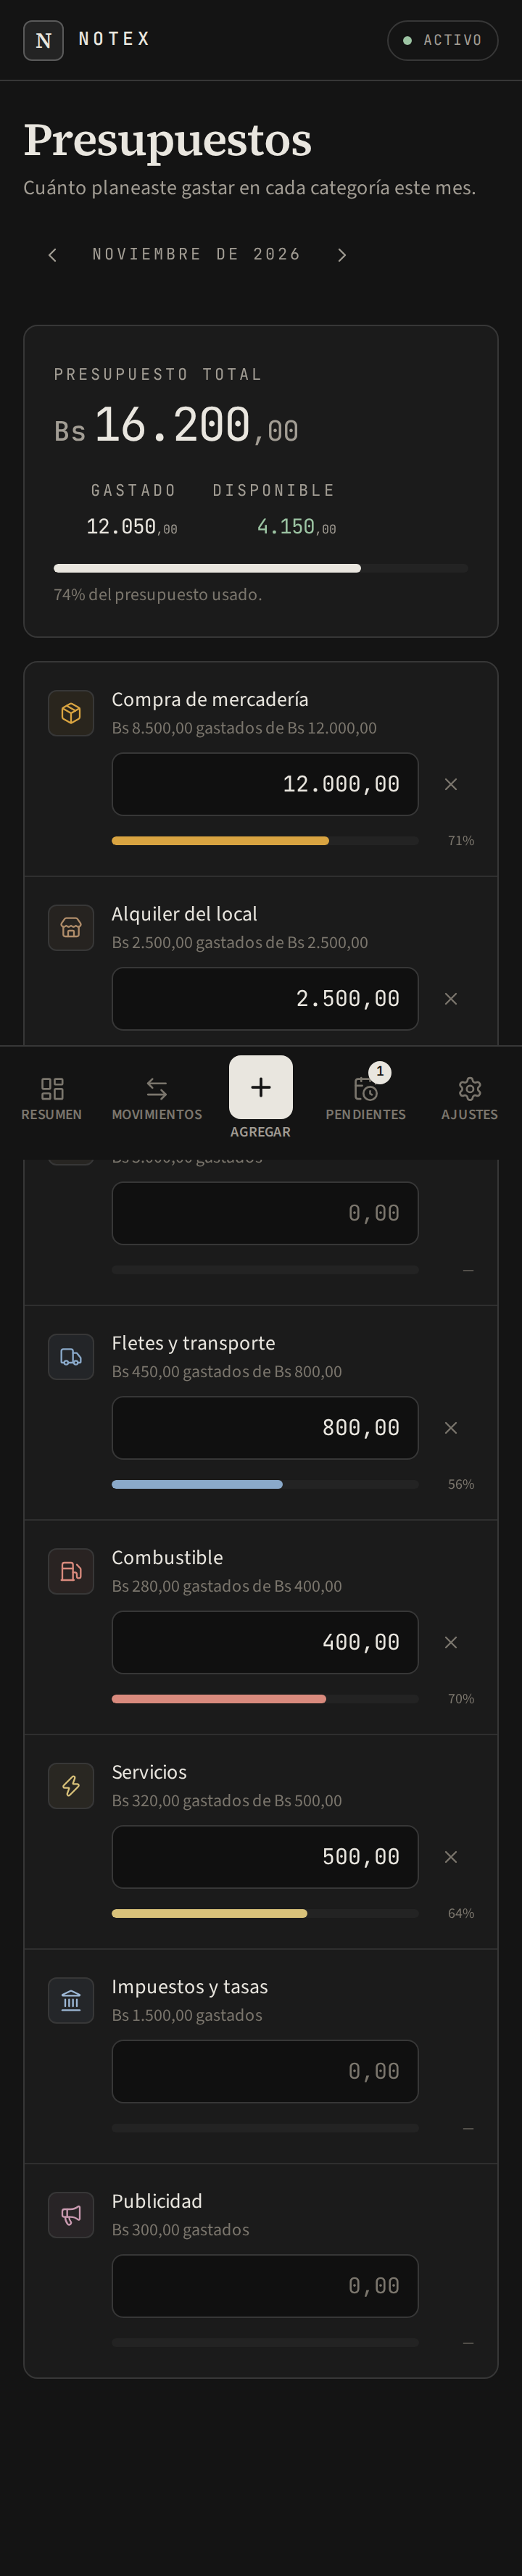 N NOTEX
ACTIVO
Presupuestos
Cuánto planeaste gastar en cada categoría este mes.
NOVIEMBRE DE 2026
PRESUPUESTO TOTAL
Bs 16.200,00
GASTADO DISPONIBLE
12.050,00 4.150,00
74% del presupuesto usado.
Compra de mercadería
Bs 8.500,00 gastados de Bs 12.000,00
12.000,00
71%
Alquiler del local
Bs 2.500,00 gastados de Bs 2.500,00
2.500,00
1
RESUMEN MOVIMIENTOS AGREGAR PENDIENTES AJUSTES
0,00
—
Fletes y transporte
Bs 450,00 gastados de Bs 800,00
800,00
56%
Combustible
Bs 280,00 gastados de Bs 400,00
400,00
70%
Servicios
Bs 320,00 gastados de Bs 500,00
500,00
64%
Impuestos y tasas
Bs 1.500,00 gastados
0,00
—
Publicidad
Bs 300,00 gastados
0,00
—